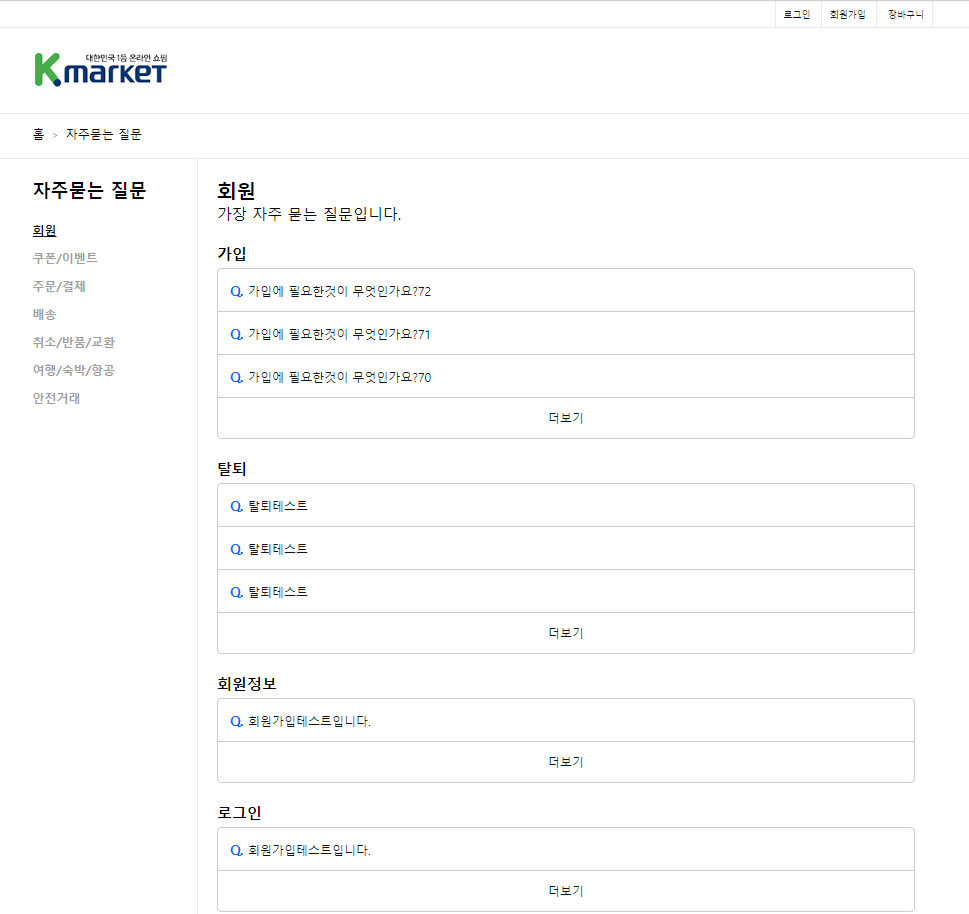 로그인 회원가입 장바구니
대한민국 1등 온라인 쇼핑
K.market
홈 > 자주묻는 질문
자주묻는 질문
회원
쿠폰/이벤트
주문/결제
배송
취소/반품/교환
여행/숙박/항공
안전거래
회원
가장 자주 묻는 질문입니다.
가입
Q. 가입에 필요한것이 무엇인가요?72
Q. 가입에 필요한것이 무엇인가요?71
Q. 가입에 필요한것이 무엇인가요?70
더보기
탈퇴
Q. 탈퇴테스트
Q. 탈퇴테스트
Q. 탈퇴테스트
더보기
회원정보
Q. 회원가입테스트입니다.
더보기
로그인
Q. 회원가입테스트입니다.
더보기